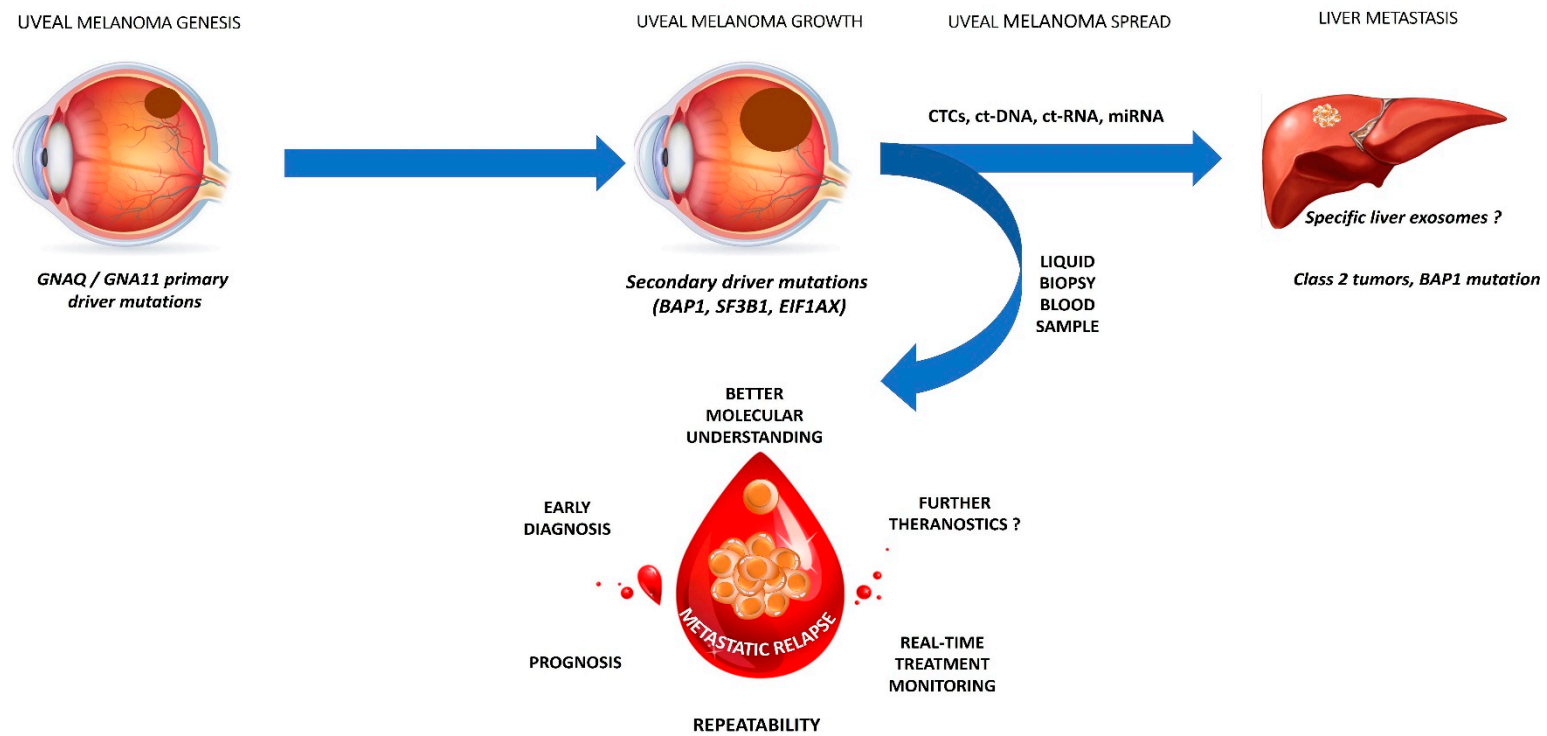 UVEAL MELANOMA GENESIS
UVEAL MELANOMA GROWTH
UVEAL MELANOMA SPREAD
LIVER METASTASIS
CTCs, ct-DNA, ct-RNA, miRNA
Specific liver exosomes ?
GNAQ / GNA11 primary
driver mutations
Secondary driver mutations
(BAP1, SF3B1, EIF1AX)
LIQUID
BIOPSY
BLOOD
SAMPLE
Class 2 tumors, BAP1 mutation
BETTER
MOLECULAR
UNDERSTANDING
EARLY
DIAGNOSIS
FURTHER
THERANOSTICS ?
METASTATIC RELAPSE
PROGNOSIS
REAL-TIME
TREATMENT
MONITORING
REPEATABILITY